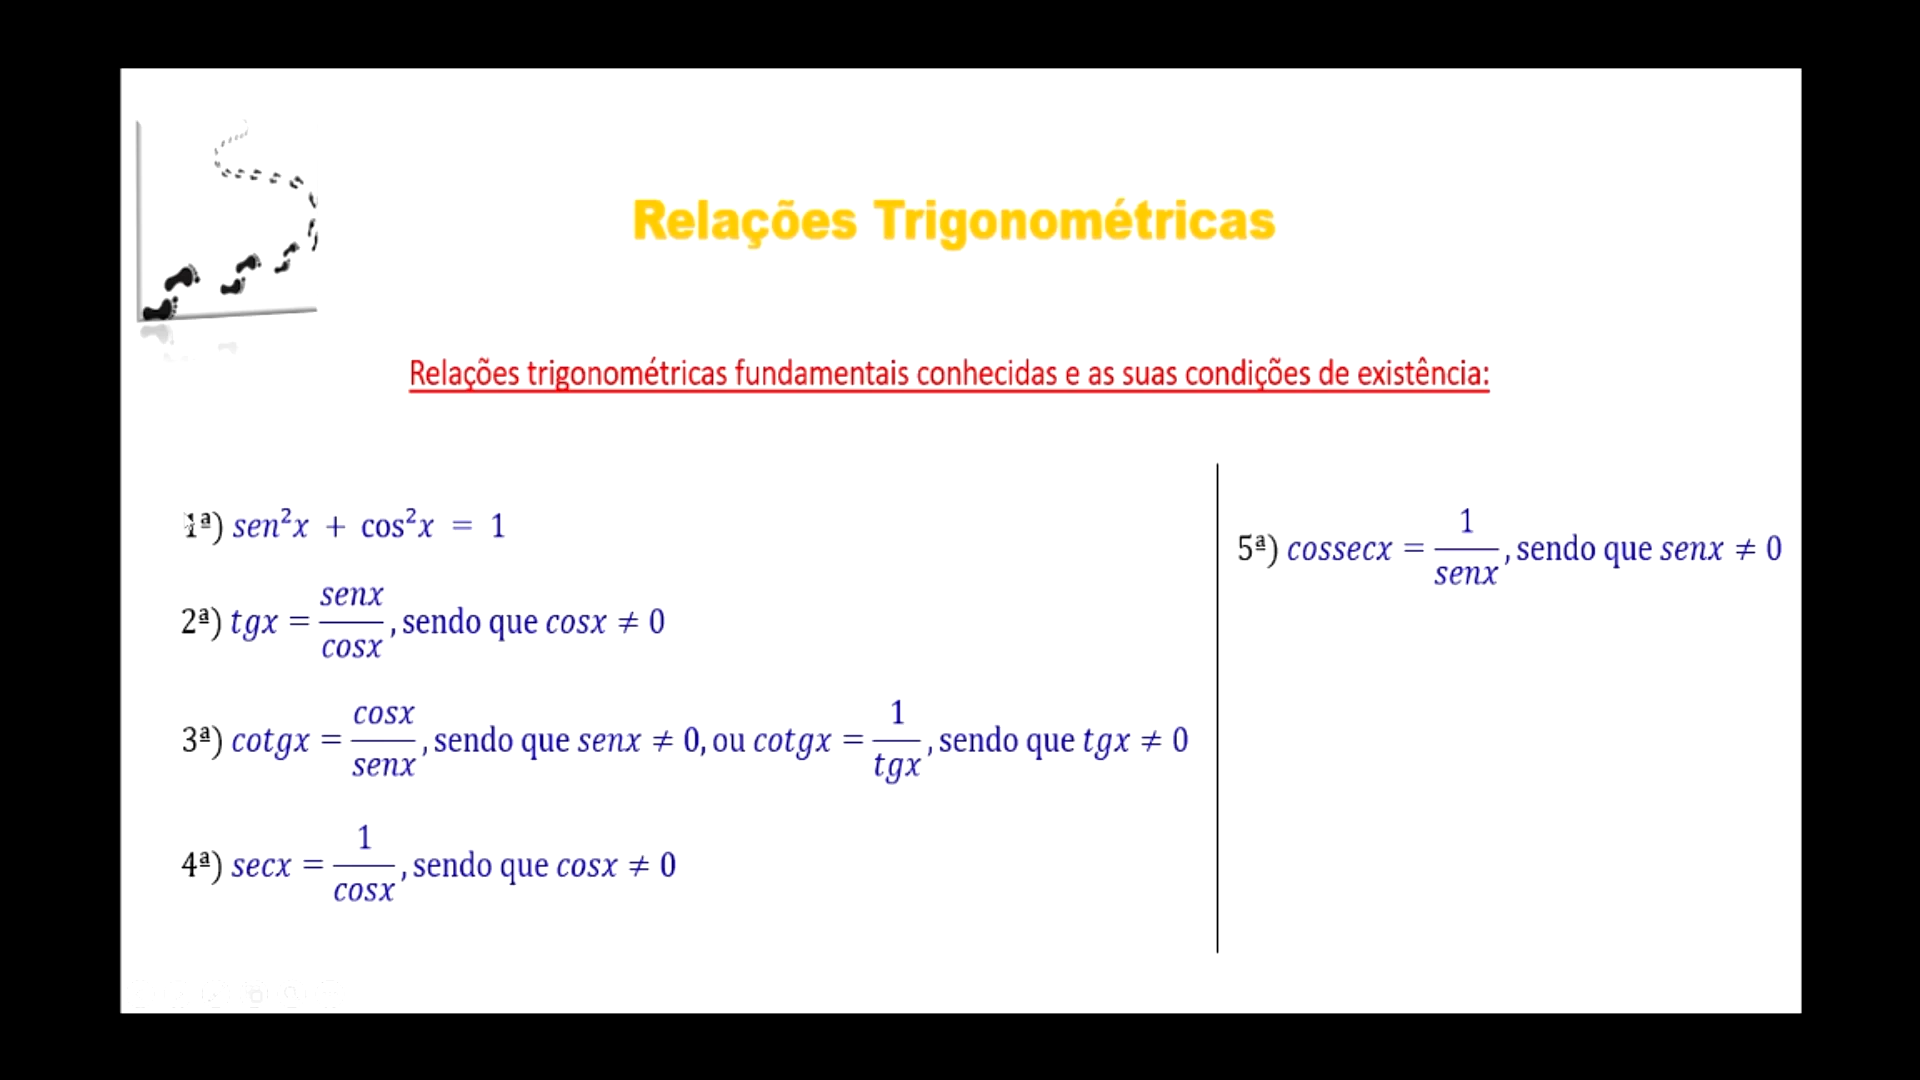 Relações Trigonométricas
Relações trigonométricas fundamentais conhecidas e as suas condições de existência:
1ª) sen²x + cos²x = 1
2ª) tgx = senx/cosx, sendo que cosx ≠ 0
3ª) cotgx = cosx/senx, sendo que senx ≠ 0, ou cotgx = 1/tgx, sendo que tgx ≠ 0
4ª) secx = 1/cosx, sendo que cosx ≠ 0
5ª) cossecx = 1/senx, sendo que senx ≠ 0